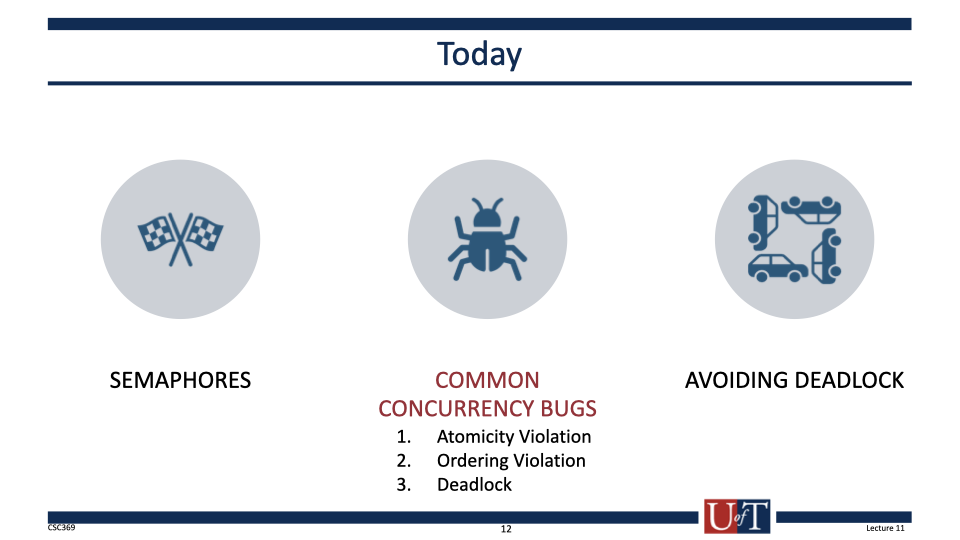 Today
SEMAPHORES
COMMON
CONCURRENCY BUGS
1. Atomicity Violation
2. Ordering Violation
3. Deadlock
AVOIDING DEADLOCK
CSC369
12
U of T
Lecture 11